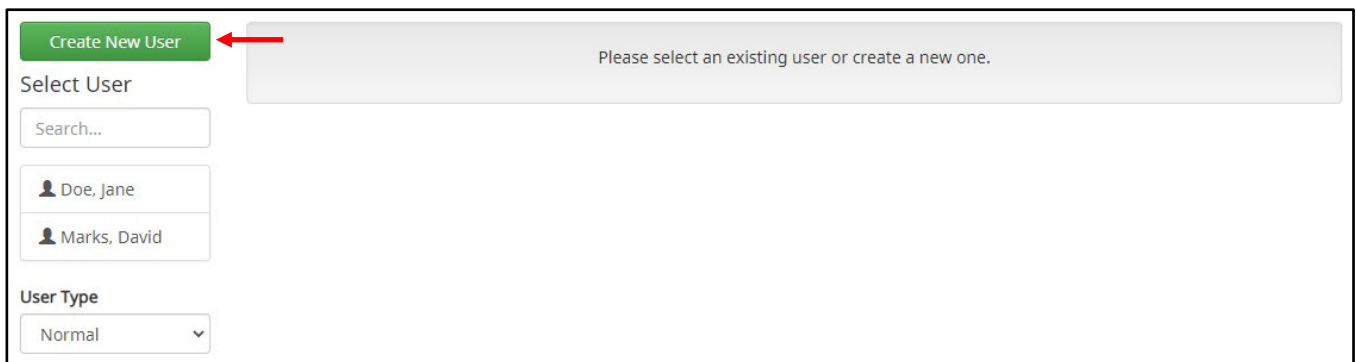 Create New User
Please select an existing user or create a new one.
Select User
Search...
Doe, Jane
Marks, David
User Type
Normal